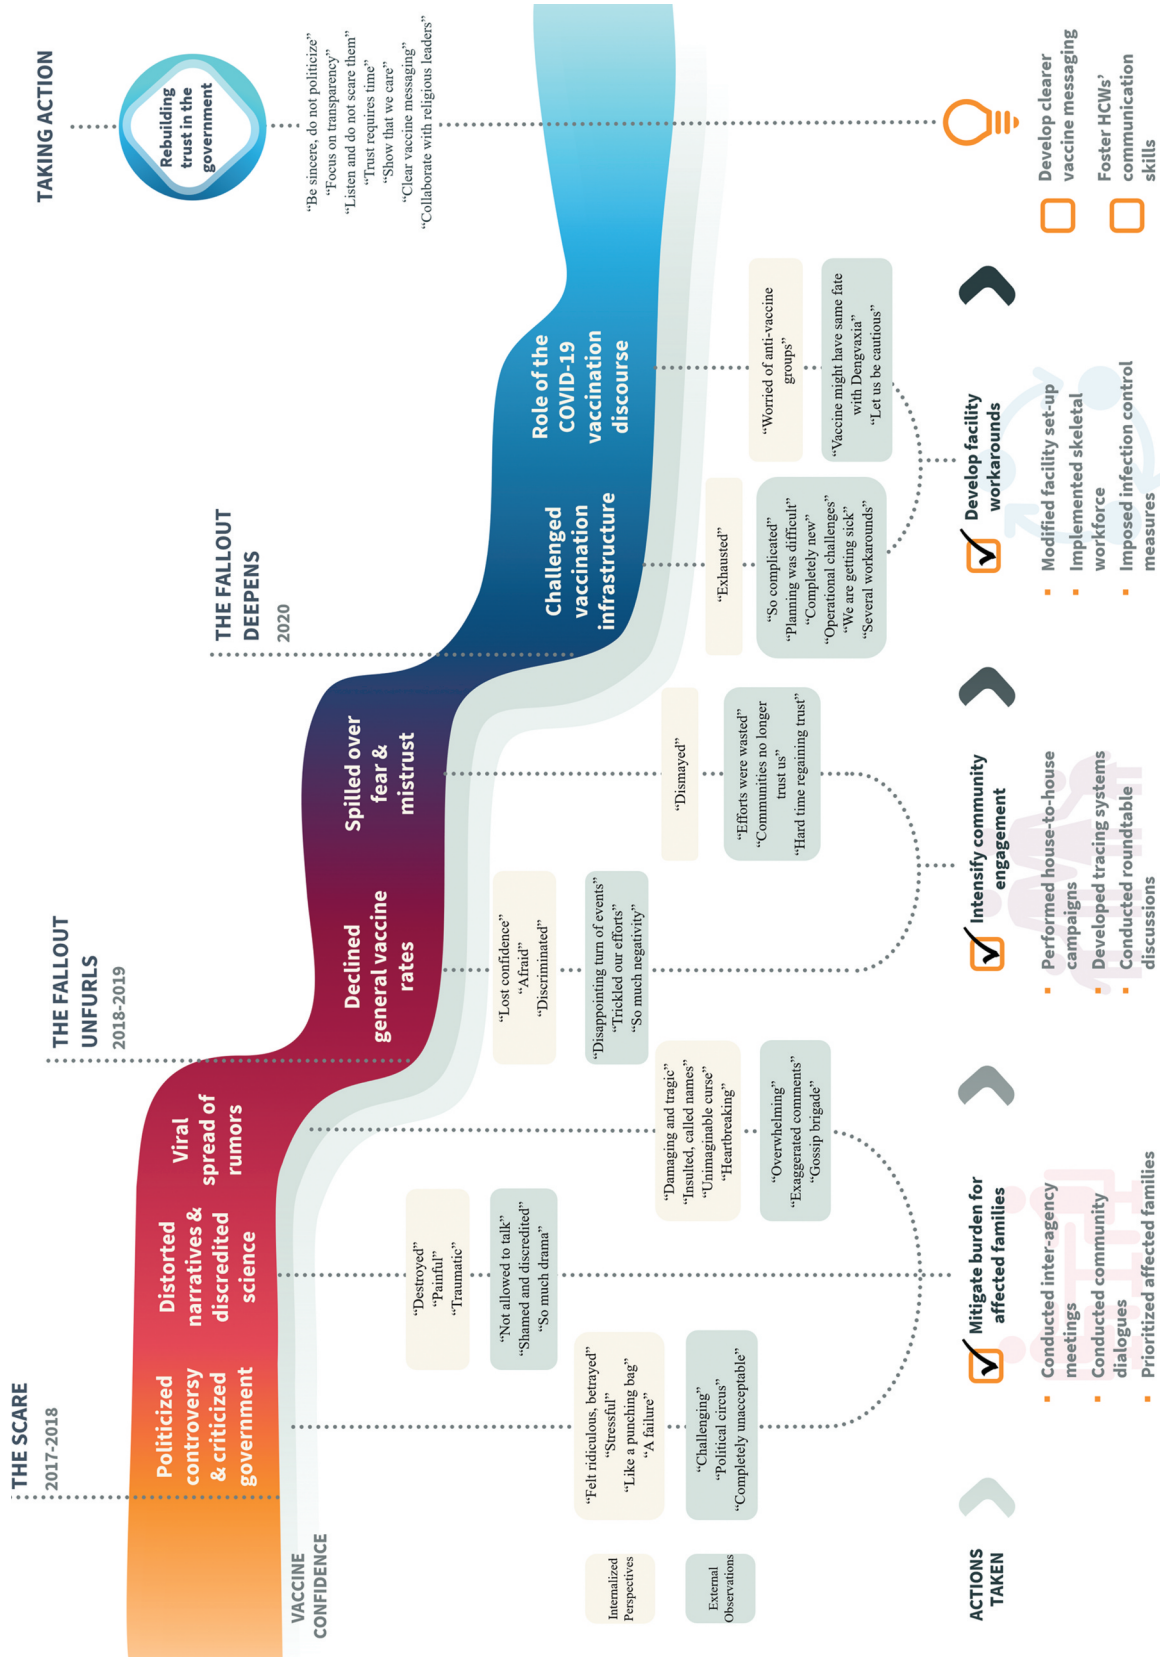 THE SCARE
2017-2018
Politicized
controversy
& criticized
government
Distorted
narratives &
discredited
science
Viral
spread of
rumors
THE FALLOUT
UNFURLS
2018-2019
Declined
general vaccine
rates
Spilled over
fear &
mistrust
THE FALLOUT
DEEPENS
2020
Challenged
vaccination
infrastructure
Role of the
COVID-19
vaccination
discourse
TAKING ACTION
Rebuilding
trust in the
government
“Be sincere, do not politicize”
“Focus on transparency”
“Listen and do not scare them”
“Trust requires time”
“Show that we care”
“Clear vaccine messaging”
“Collaborate with religious leaders”
VACCINE
CONFIDENCE
Internalized
Perspectives
External
Observations
“Felt ridiculous, betrayed”
“Stressful”
“Like a punching bag”
“A failure”
“Challenging”
“Political circus”
“Completely unacceptable”
“Destroyed”
“Painful”
“Traumatic”
“Not allowed to talk”
“Shamed and discredited”
“So much drama”
“Damaging and tragic”
“Insulted, called names”
“Unimaginable curse”
“Heartbreaking”
“Overwhelming”
“Exaggerated comments”
“Gossip brigade”
“Lost confidence”
“Afraid”
“Discriminated”
“Disappointing turn of events”
“Trickled our efforts”
“So much negativity”
“Dismayed”
“Efforts were wasted”
“Communities no longer
trust us”
“Hard time regaining trust”
“Exhausted”
“So complicated”
“Planning was difficult”
“Completely new”
“Operational challenges”
“We are getting sick”
“Several workarounds”
“Worried of anti-vaccine
groups”
“Vaccine might have same fate
with Dengvaxia”
“Let us be cautious”
ACTIONS
TAKEN
Mitigate burden for
affected families
Conducted inter-agency
meetings
Conducted community
dialogues
Prioritized affected families
Intensify community
engagement
Performed house-to-house
campaigns
Developed tracing systems
Conducted roundtable
discussions
Develop facility
workarounds
Modified facility set-up
Implemented skeletal
workforce
Imposed infection control
measures
Develop clearer
vaccine messaging
Foster HCWs’
communication
skills